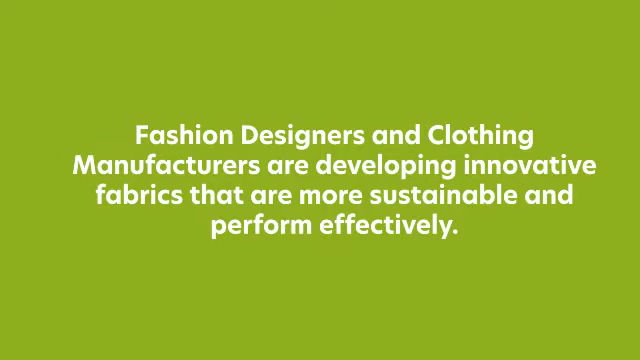 Fashion Designers and Clothing
Manufacturers are developing innovative
fabrics that are more sustainable and
perform effectively.